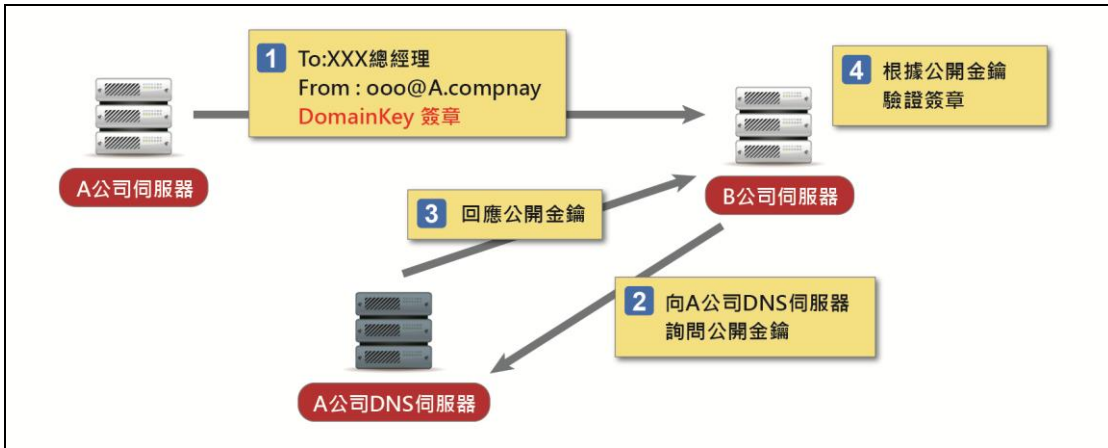 1 To:XXX總經理
From : ooo@A.compnay
DomainKey 簽章
4 根據公開金鑰
驗證簽章
A公司伺服器
B公司伺服器
3 回應公開金鑰
2 向A公司DNS伺服器
詢問公開金鑰
A公司DNS伺服器